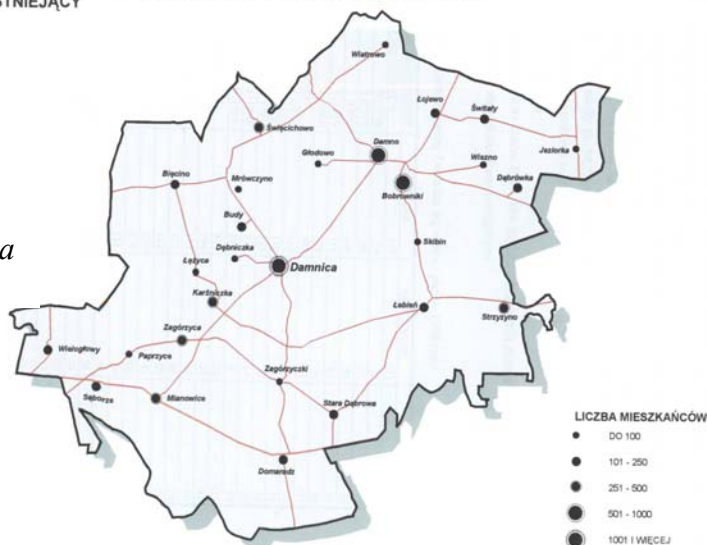 STNIEJĄCY
Wiatrowo
Łojewo
Świtały
Święcichowo
Damno
Głodowo
Jeziorka
Wiszno
Bięcino
Mrówczyno
Dąbrówka
Bobrowniki
Budy
Skibin
a
Dębniczka
Damnica
Łężyca
Karżniczka
Łabiń
Strzyżyno
Zagórzyca
Wielogłowy
Paprzyce
Zagórzyczki
Sąborze
Mianowice
Stara Dąbrowa
Domaradz
LICZBA MIESZKAŃCÓW
DO 100
101 - 250
251 - 500
501 - 1000
1001 I WIĘCEJ